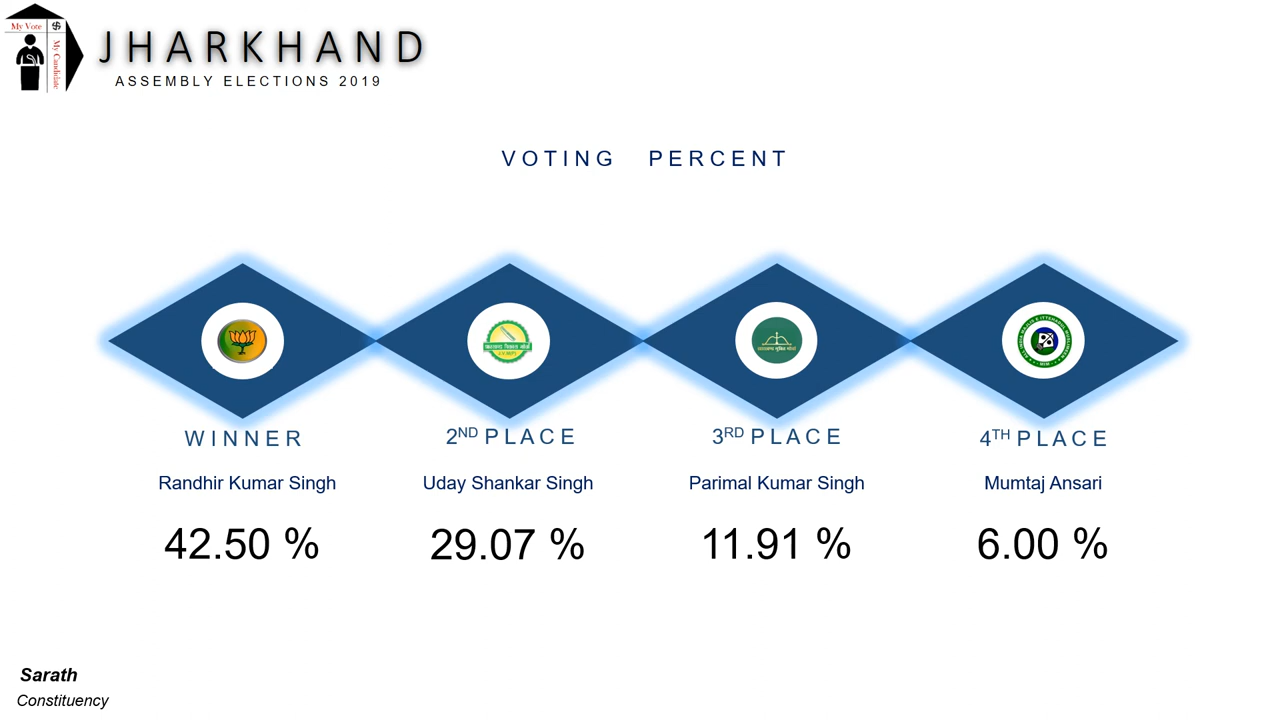 My Vote
My Candidate
JHARKHAND
ASSEMBLY ELECTIONS 2019
VOTING PERCENT
झारखण्ड विकास मोर्चा
झारखण्ड मुक्ति मोर्चा
WINNER
2ND PLACE
3RD PLACE
4TH PLACE
Randhir Kumar Singh
Uday Shankar Singh
Parimal Kumar Singh
Mumtaj Ansari
42.50 %
29.07 %
11.91 %
6.00 %
Sarath
Constituency